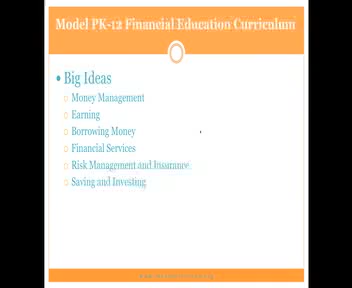 Model PK-12 Financial Education Curriculum
Big Ideas
Money Management
Earning
Borrowing Money
Financial Services
Risk Management and Insurance
Saving and Investing